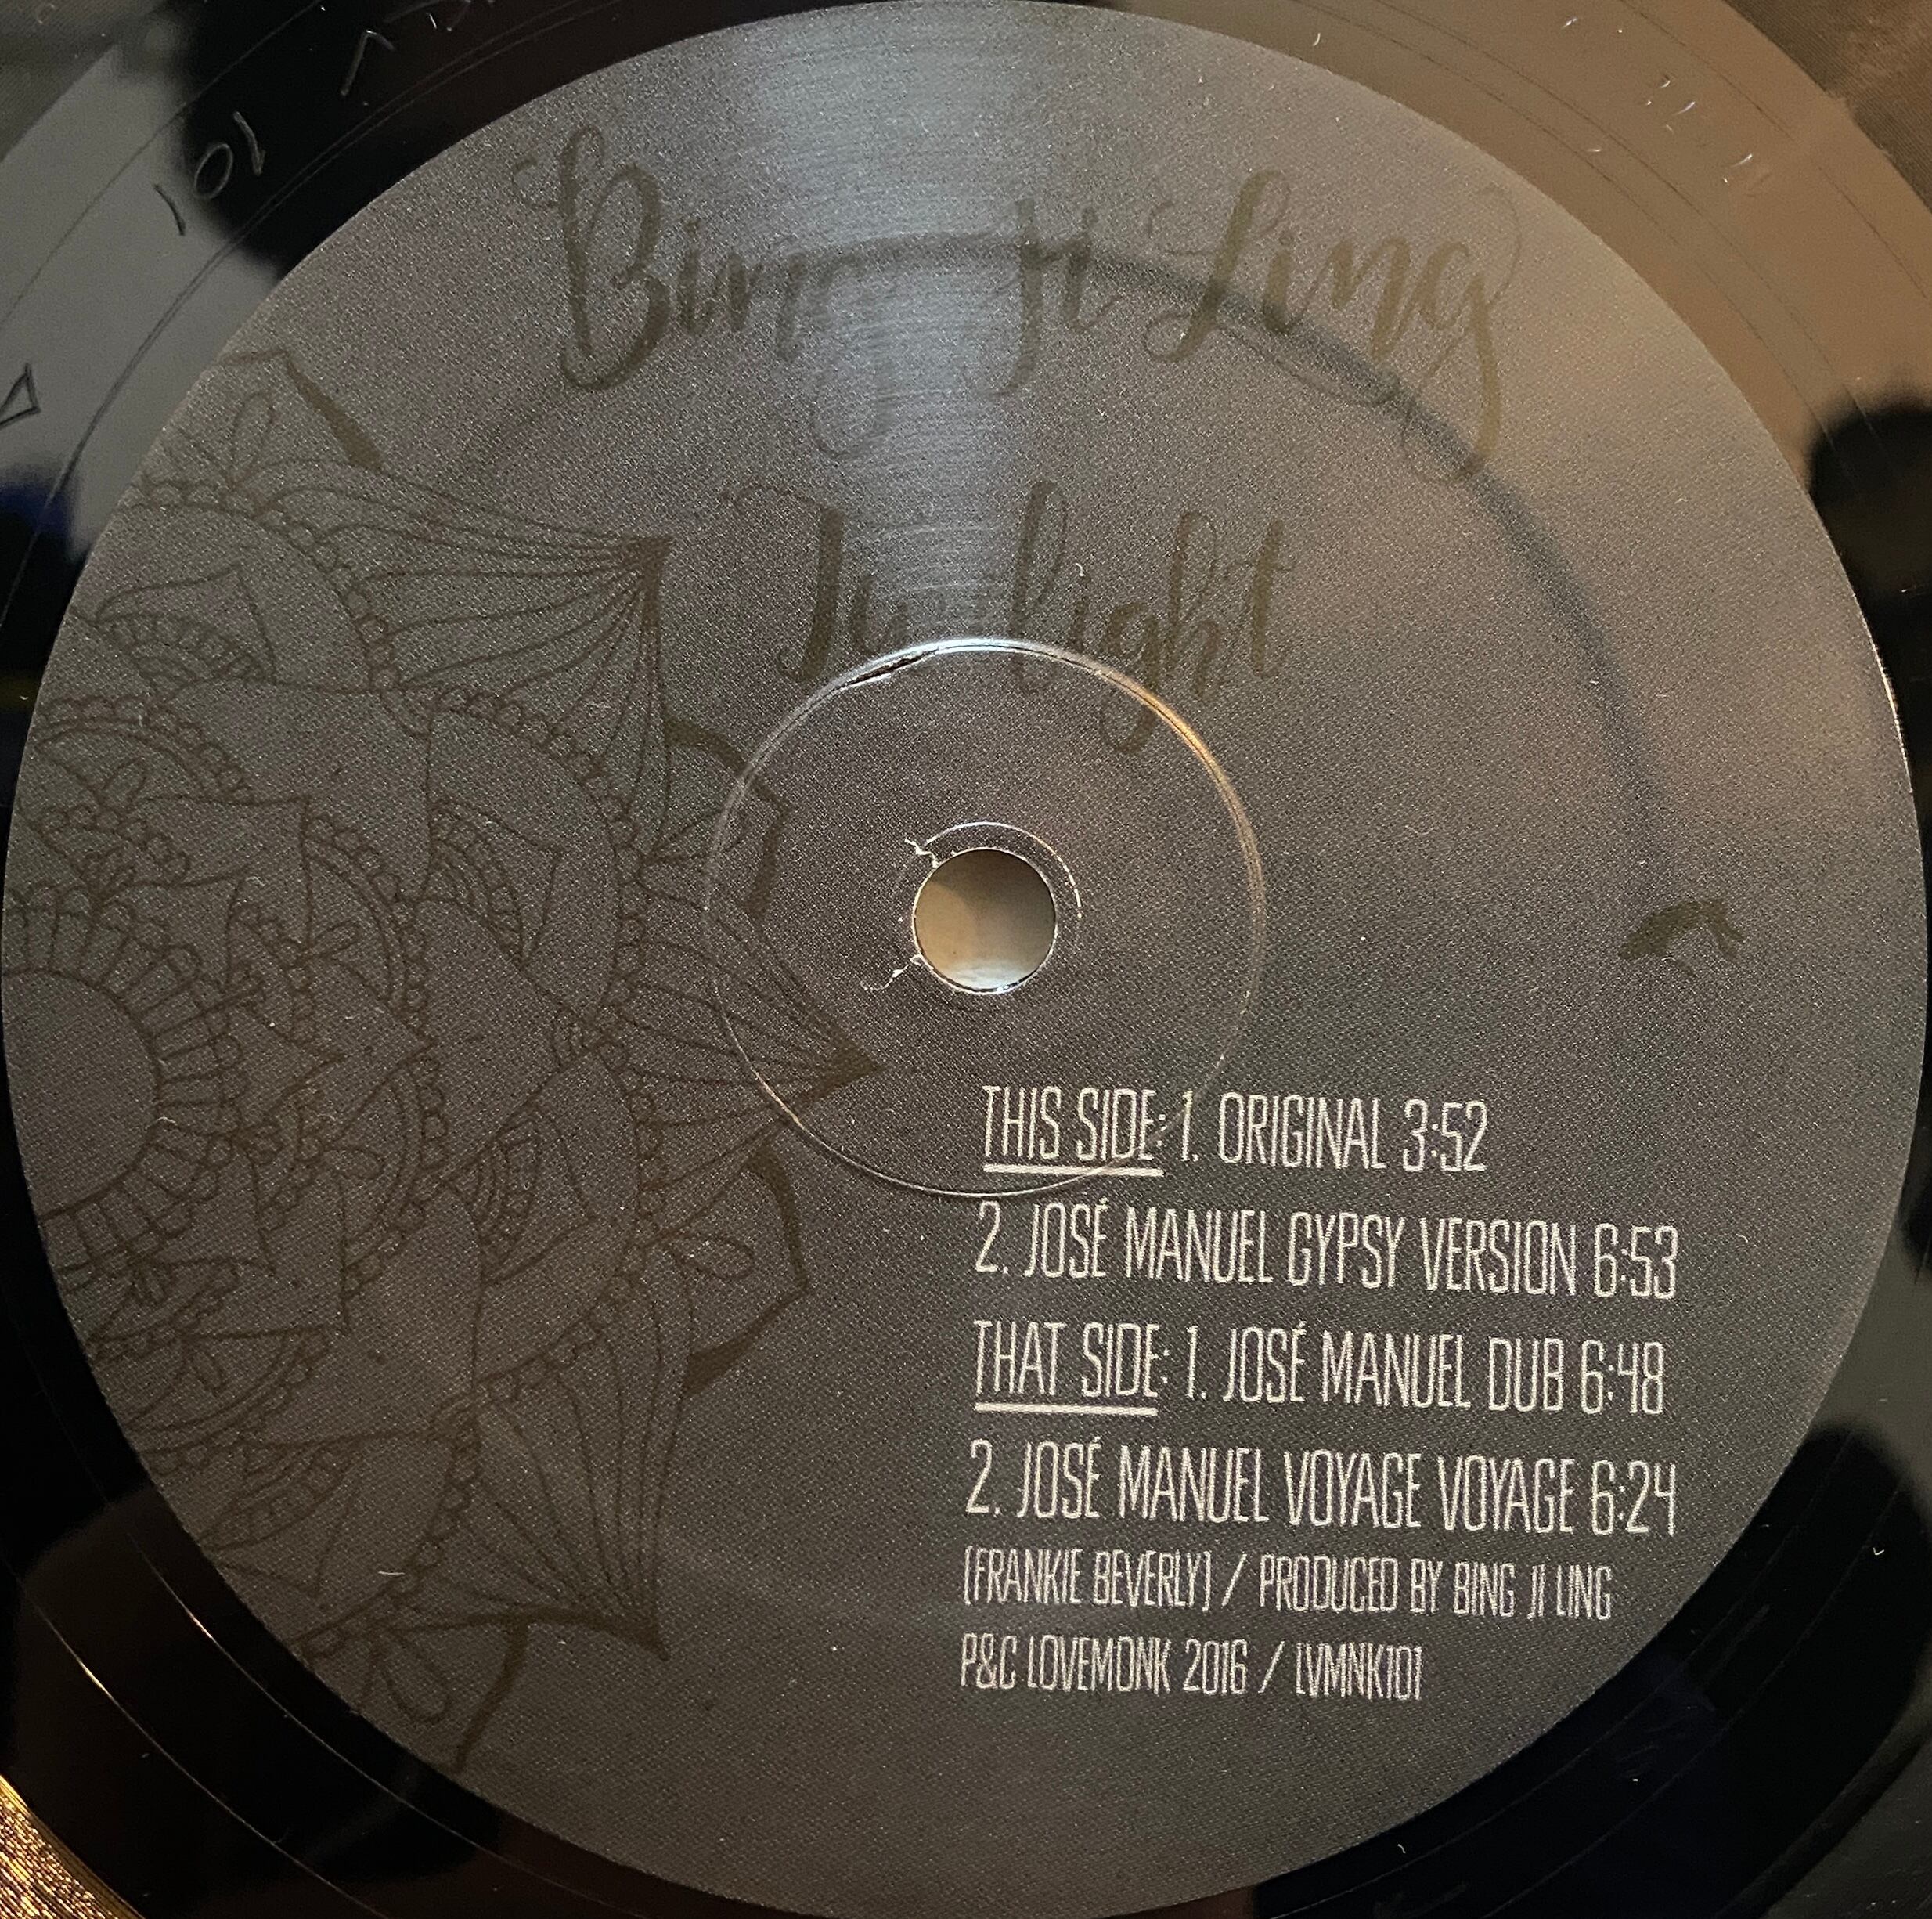 Bing Ji Ling
Twilight
THIS SIDE: 1. ORIGINAL 3:52
2. JOSÉ MANUEL GYPSY VERSION 6:53
THAT SIDE: 1. JOSÉ MANUEL DUB 6:48
2. JOSÉ MANUEL VOYAGE VOYAGE 6:24
(FRANKIE BEVERLY) / PRODUCED BY BING JI LING
P&C LOVEMONK 2016 / LVMNK101